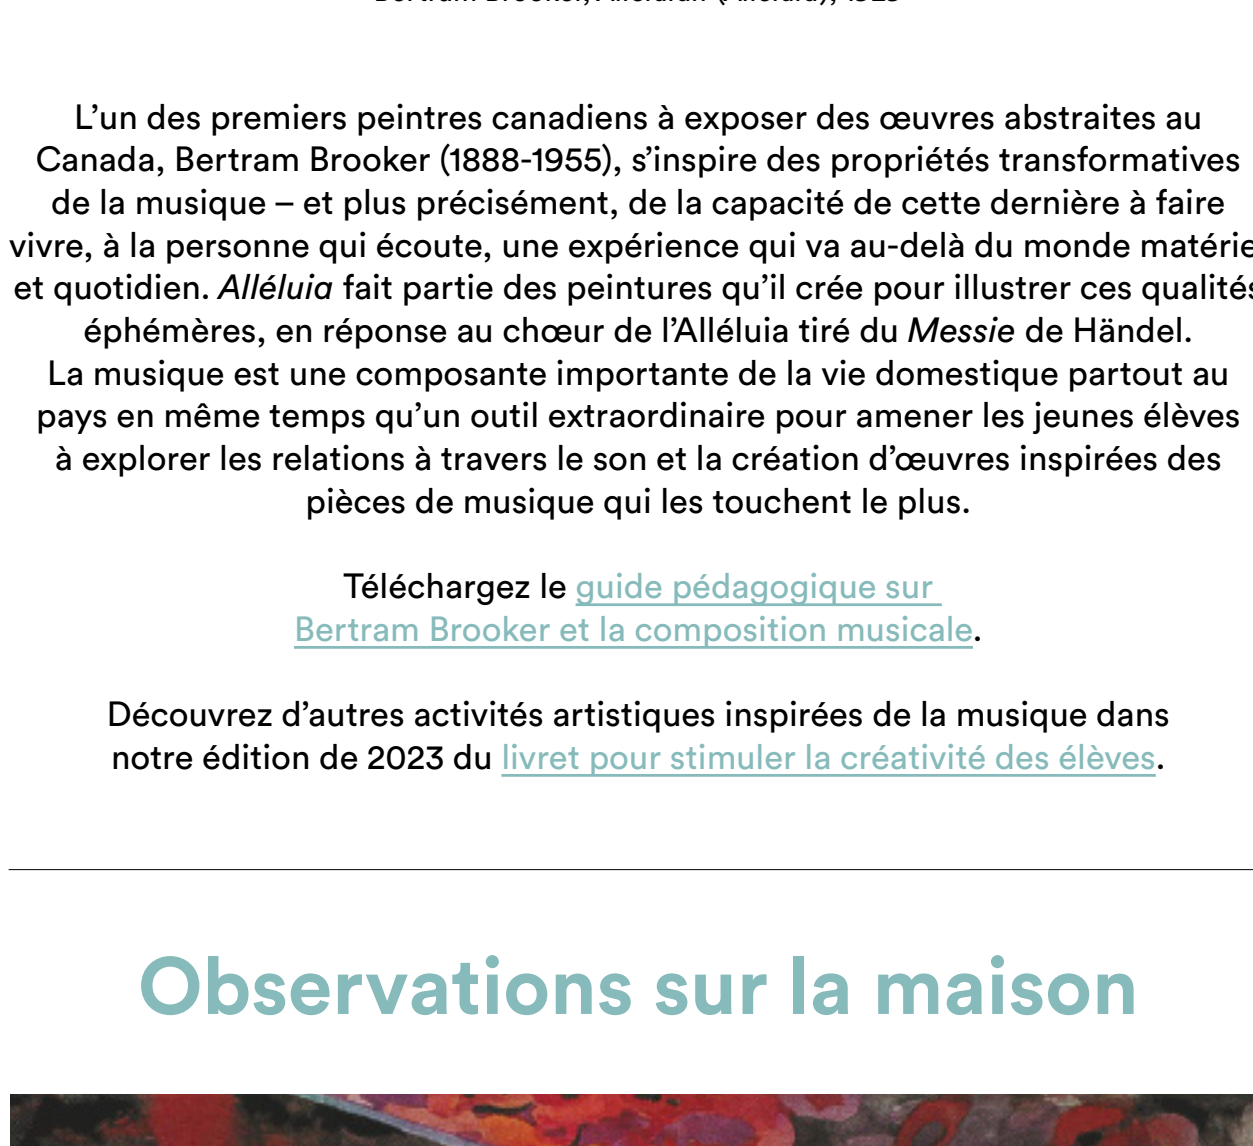 L’un des premiers peintres canadiens à exposer des œuvres abstraites au
Canada, Bertram Brooker (1888-1955), s’inspire des propriétés transformatives
de la musique – et plus précisément, de la capacité de cette dernière à faire
vivre, à la personne qui écoute, une expérience qui va au-delà du monde matérie
et quotidien. Alléluia fait partie des peintures qu’il crée pour illustrer ces qualités
éphémères, en réponse au chœur de l’Alléluia tiré du Messie de Händel.
La musique est une composante importante de la vie domestique partout au
pays en même temps qu’un outil extraordinaire pour amener les jeunes élèves
à explorer les relations à travers le son et la création d’œuvres inspirées des
pièces de musique qui les touchent le plus.
Téléchargez le guide pédagogique sur
Bertram Brooker et la composition musicale.
Découvrez d’autres activités artistiques inspirées de la musique dans
notre édition de 2023 du livret pour stimuler la créativité des élèves.
Observations sur la maison